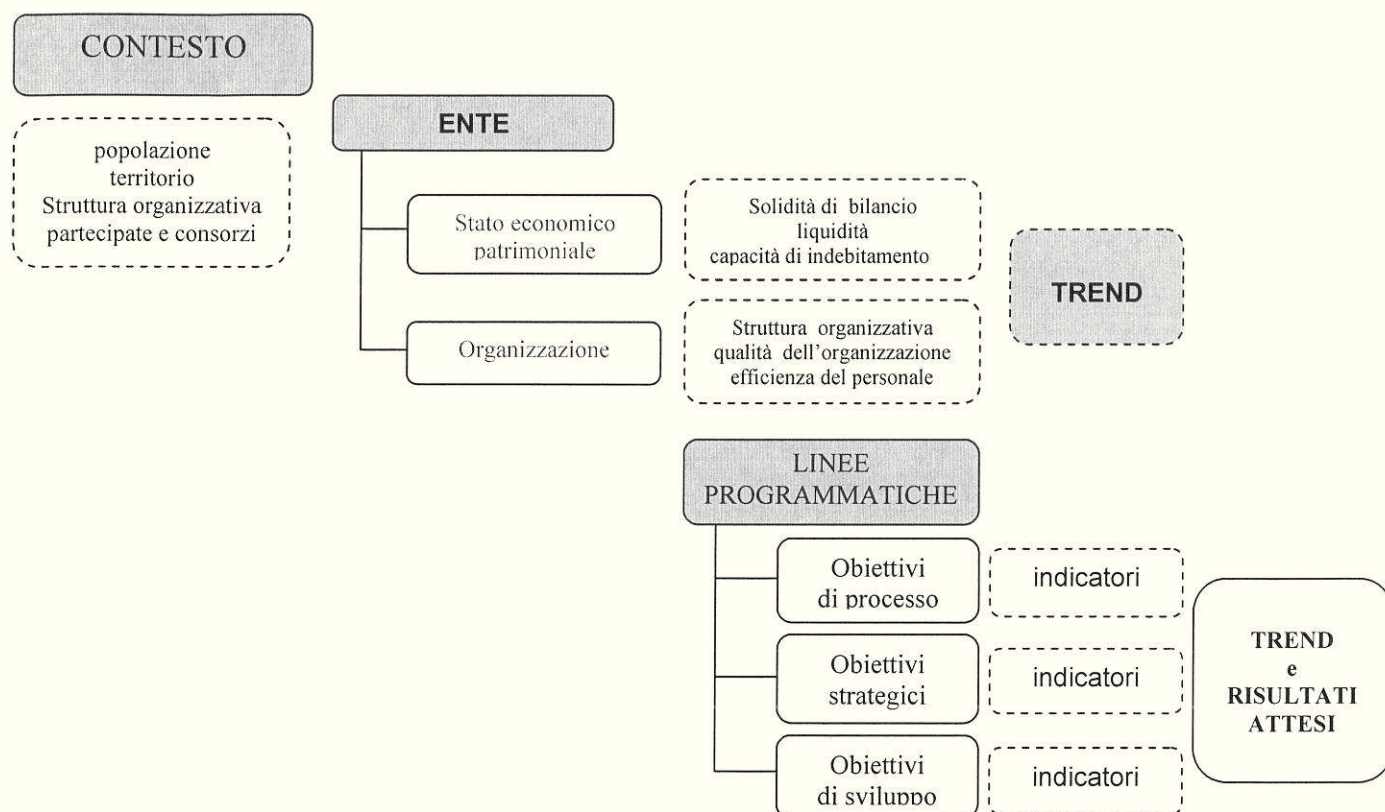 CONTESTO
popolazione
territorio
Struttura organizzativa
partecipate e consorzi
ENTE
Stato economico
patrimoniale
Solidità di bilancio
liquidità
capacità di indebitamento
TREND
Organizzazione
Struttura organizzativa
qualità dell'organizzazione
efficienza del personale
LINEE
PROGRAMMATICHE
Obiettivi
di processo
indicatori
Obiettivi
strategici
indicatori
Obiettivi
di sviluppo
indicatori
TREND
e
RISULTATI
ATTESI